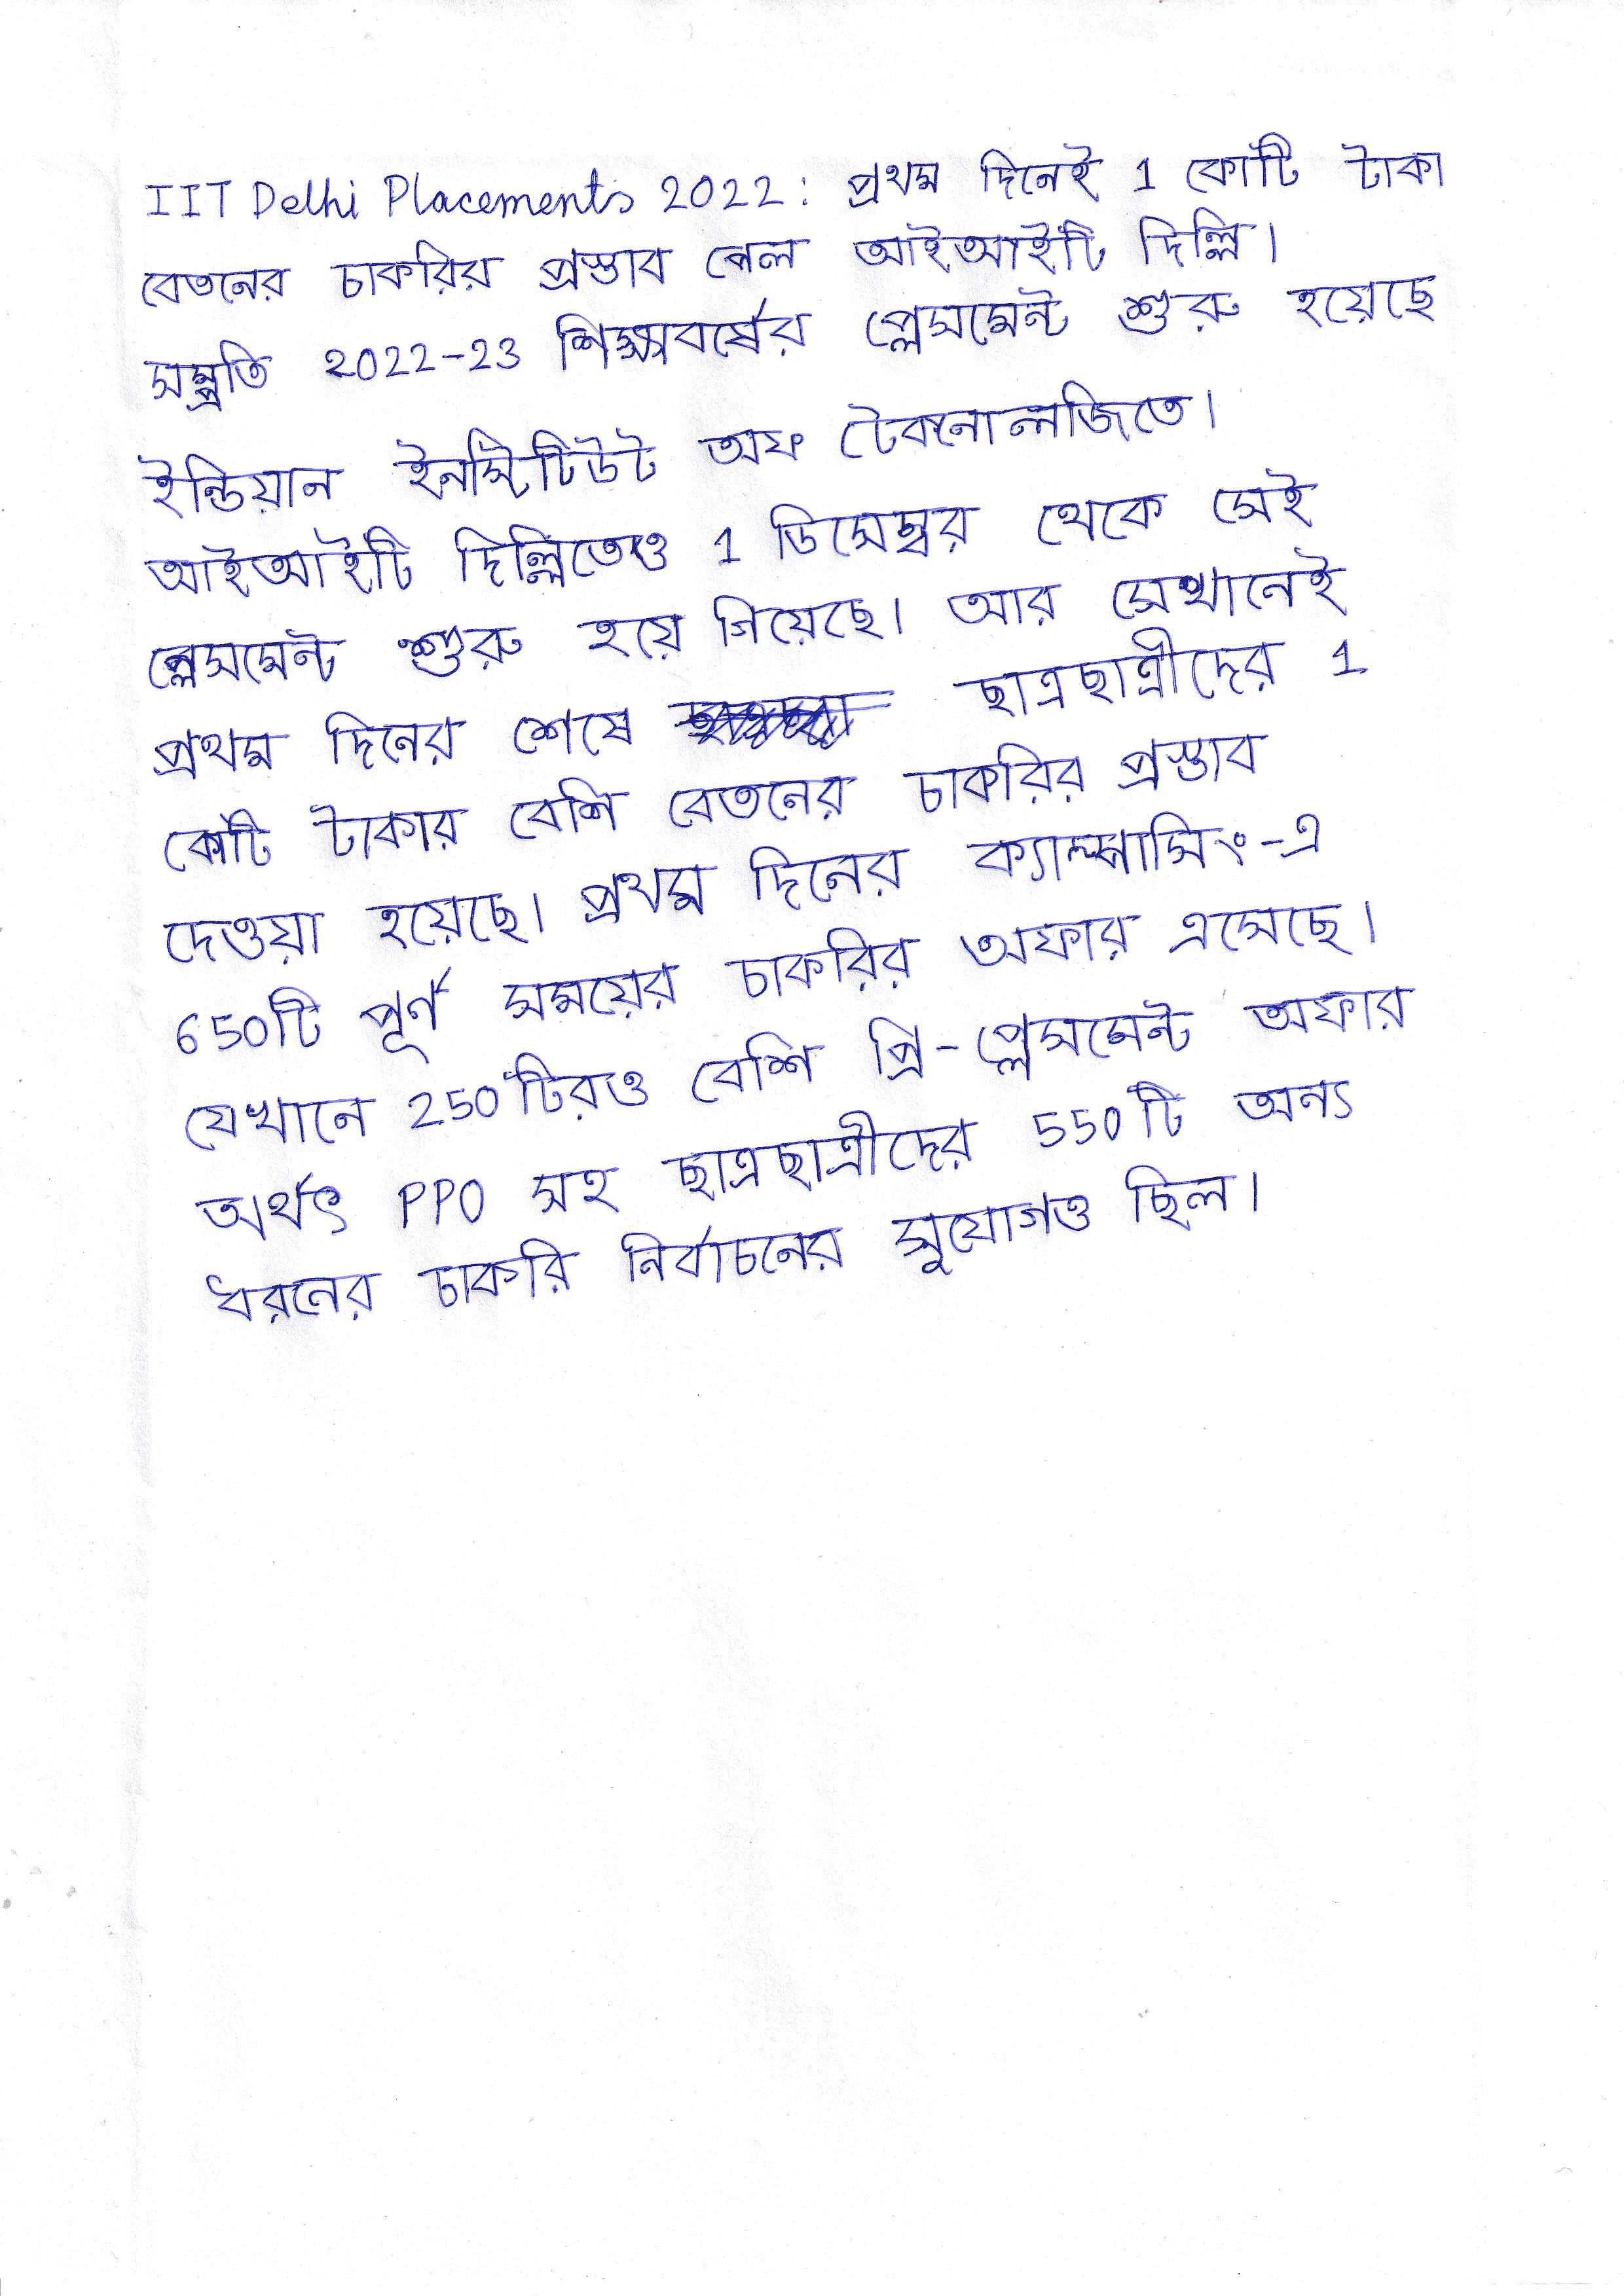 IIT Delhi Placements 2022: প্রথম দিনেই 1 কোটি টাকা
বেতনের চাকরির প্রস্তাব পেল আইআইটি দিল্লি।
সম্প্রতি 2022-23 শিক্ষাবর্ষের প্লেসমেন্ট শুরু হয়েছে
ইন্ডিয়ান ইনস্টিটিউট অফ টেকনোলজিতে।
আইআইটি দিল্লিতেও 1 ডিসেম্বর থেকে সেই
প্লেসমেন্ট শুরু হয়ে গিয়েছে। আর সেখানেই
প্রথম দিনের শেষে ছাত্রছাত্রীদের 1
কোটি টাকার বেশি বেতনের চাকরির প্রস্তাব
দেওয়া হয়েছে। প্রথম দিনের ক্যাম্পাসিং-এ
650টি পূর্ণ সময়ের চাকরির অফার এসেছে।
যেখানে 250টিরও বেশি প্রি-প্লেসমেন্ট অফার
অর্থাৎ PPO সহ ছাত্রছাত্রীদের 550টি অন্য
ধরনের চাকরি নির্বাচনের সুযোগও ছিল।